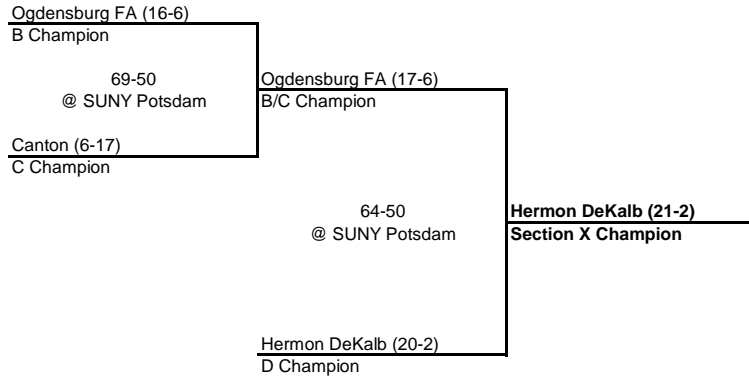 Ogdensburg FA (16-6)
B Champion
69-50
@ SUNY Potsdam
Ogdensburg FA (17-6)
B/C Champion
Canton (6-17)
C Champion
64-50
@ SUNY Potsdam
Hermon DeKalb (21-2)
Section X Champion
Hermon DeKalb (20-2)
D Champion